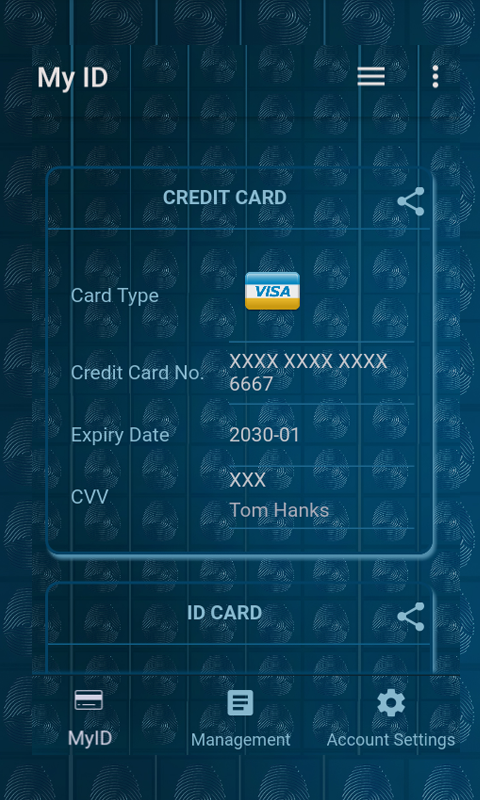 My ID
CREDIT CARD
Card Type
VISA
Credit Card No.
XXXX XXXX XXXX
6667
Expiry Date
2030-01
CVV
XXX
Tom Hanks
ID CARD
MyID
Management
Account Settings